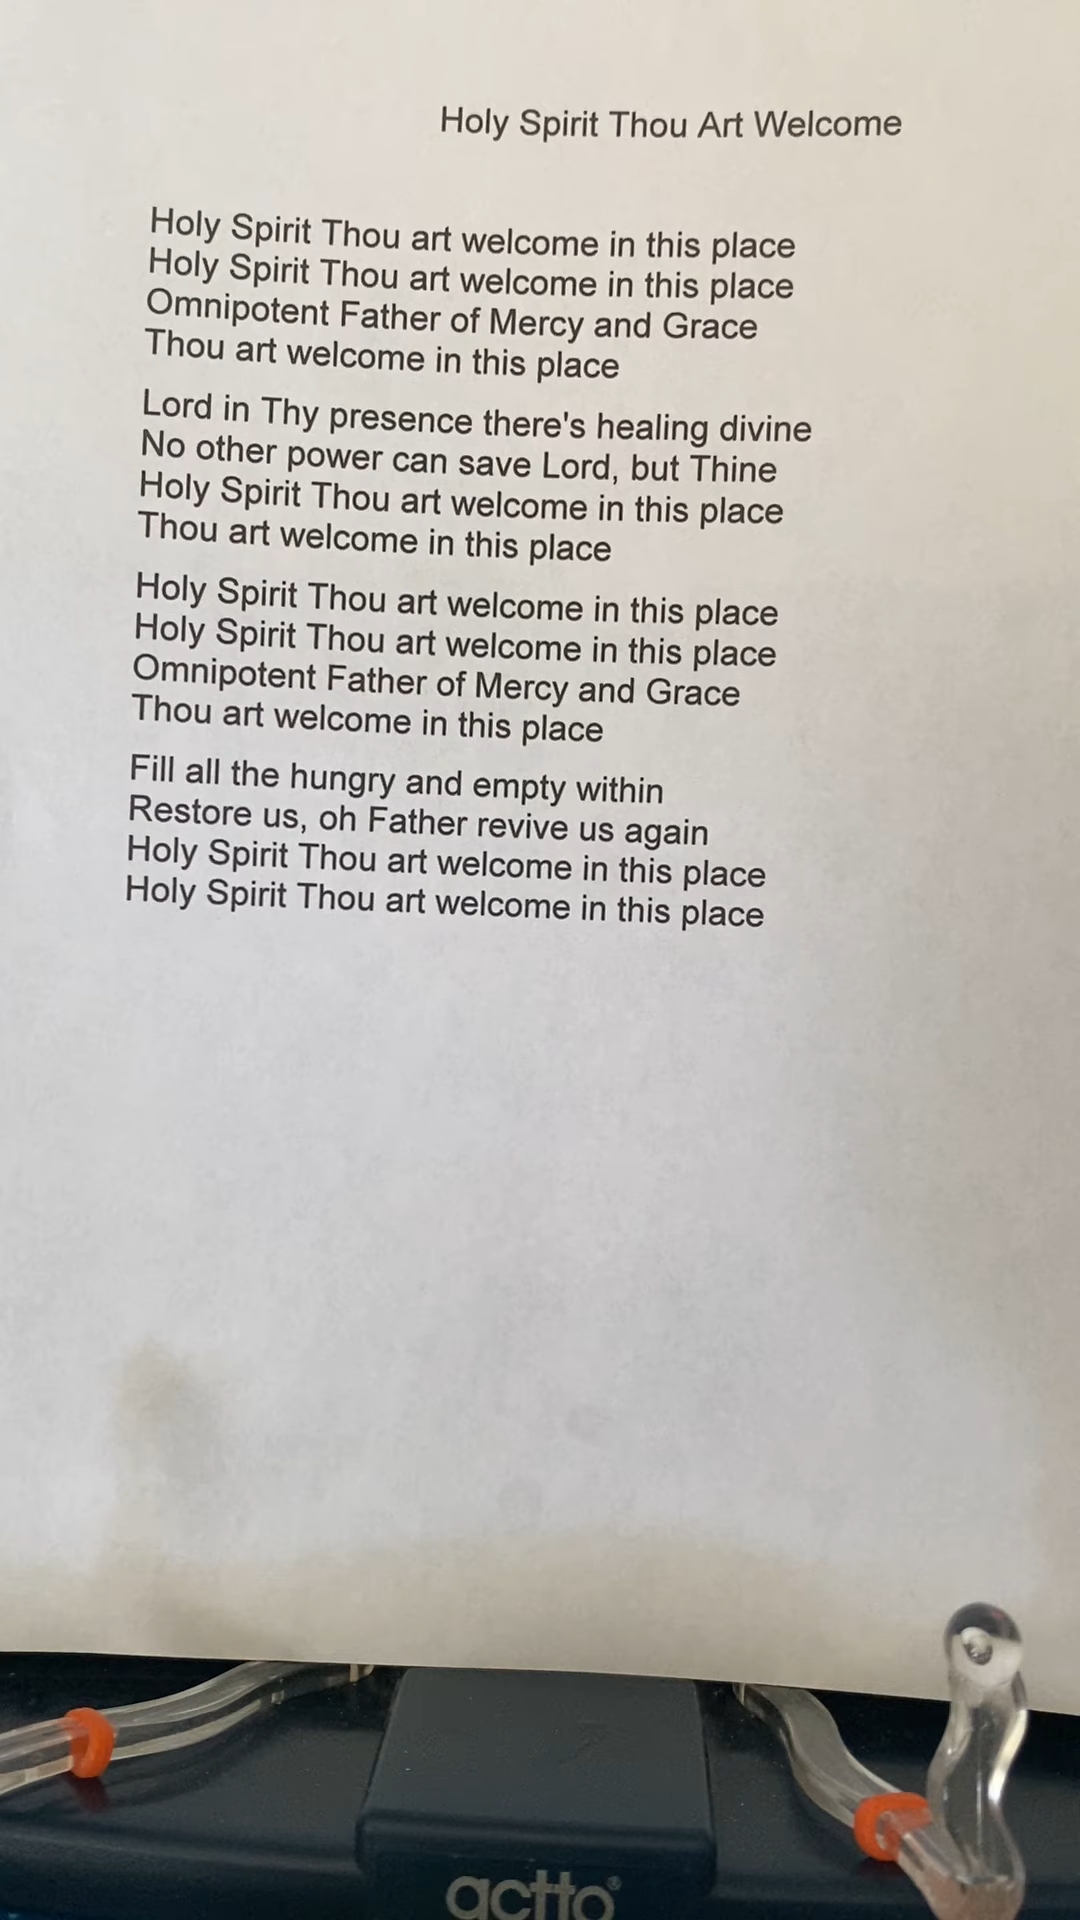 Holy Spirit Thou Art Welcome
Holy Spirit Thou art welcome in this place
Holy Spirit Thou art welcome in this place
Omnipotent Father of Mercy and Grace
Thou art welcome in this place
Lord in Thy presence there's healing divine
No other power can save Lord, but Thine
Holy Spirit Thou art welcome in this place
Thou art welcome in this place
Holy Spirit Thou art welcome in this place
Holy Spirit Thou art welcome in this place
Omnipotent Father of Mercy and Grace
Thou art welcome in this place
Fill all the hungry and empty within
Restore us, oh Father revive us again
Holy Spirit Thou art welcome in this place
Holy Spirit Thou art welcome in this place
actto®